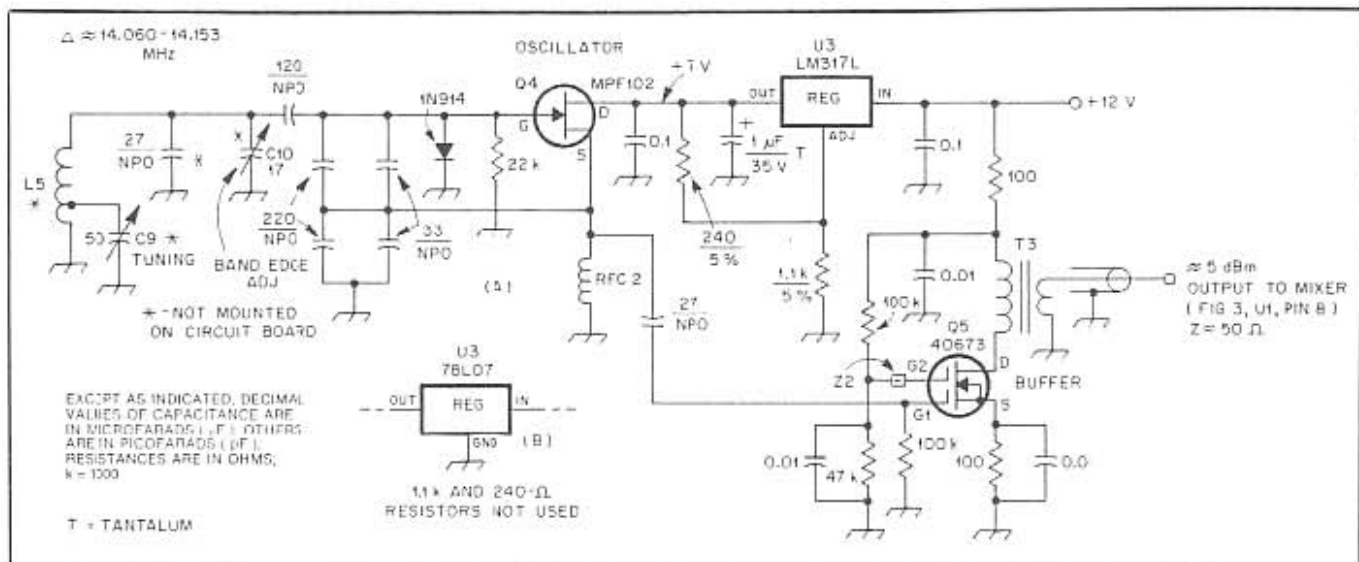 Δ ≈ 14.060-14.153
MHz
OSCILLATOR
120
NPO
1N914
Q4
MPF102
G
D
S
+7 V
U3
LM317L
OUT
REG
IN
ADJ
+12 V
27
NPO
*
*
C10
17
L5
*
50
C9 *
TUNING
BAND EDGE
ADJ
220
NPO
33
NPO
22 k
0.1
+
1 µF
35 V
T
240
5 %
1.1 k
5 %
0.1
100
(A)
RFC 2
27
NPO
* - NOT MOUNTED
ON CIRCUIT BOARD
100 k
0.01
T3
≈ 5 dBm
OUTPUT TO MIXER
( FIG 3, U1, PIN 8 )
Z = 50 Ω
Q5
40673
Z2
G2
G1
D
S
BUFFER
0.01
47 k
100 k
100
0.0
U3
78L07
OUT
REG
IN
GND
(B)
1.1 k AND 240-Ω
RESISTORS NOT USED
EXCEPT AS INDICATED, DECIMAL
VALUES OF CAPACITANCE ARE
IN MICROFARADS ( µF ); OTHERS
ARE IN PICOFARADS ( pF );
RESISTANCES ARE IN OHMS;
k = 1000
T = TANTALUM